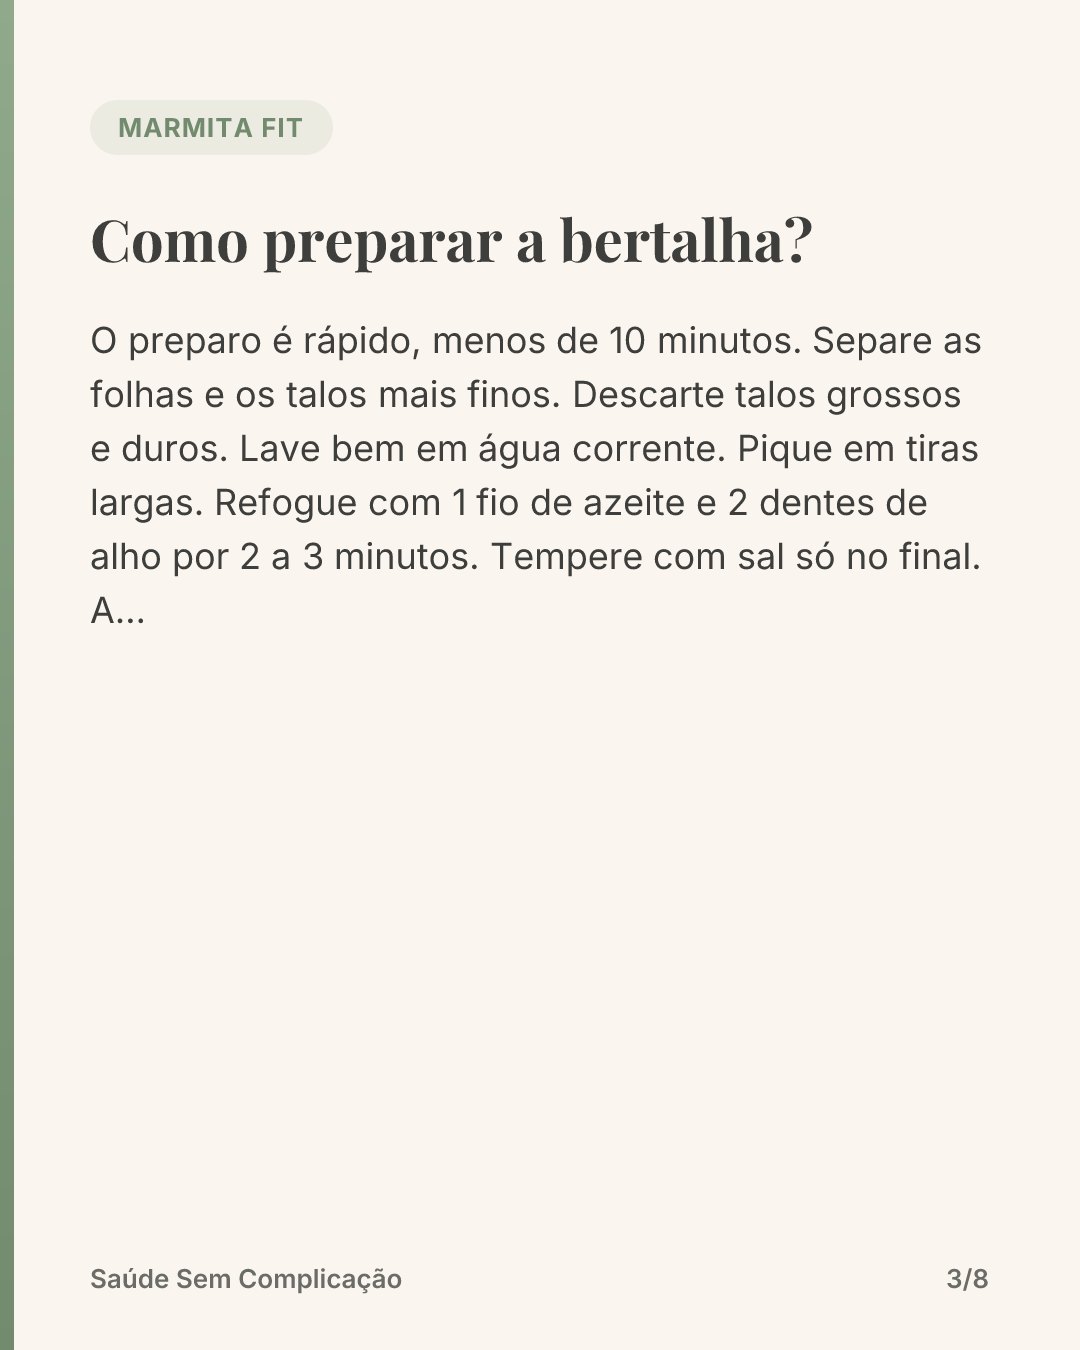 MARMITA FIT
Como preparar a bertalha?
O preparo é rápido, menos de 10 minutos. Separe as
folhas e os talos mais finos. Descarte talos grossos
e duros. Lave bem em água corrente. Pique em tiras
largas. Refogue com 1 fio de azeite e 2 dentes de
alho por 2 a 3 minutos. Tempere com sal só no final.
A...
Saúde Sem Complicação
3/8